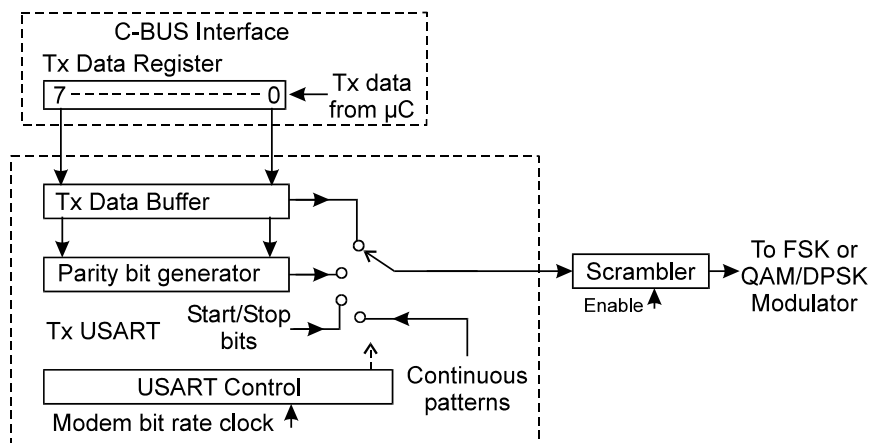 C-BUS Interface
Tx Data Register
7 0
Tx data
from µC
Tx Data Buffer
Parity bit generator
Start/Stop
bits
Tx USART
USART Control
Modem bit rate clock
Continuous
patterns
Scrambler
Enable
To FSK or
QAM/DPSK
Modulator